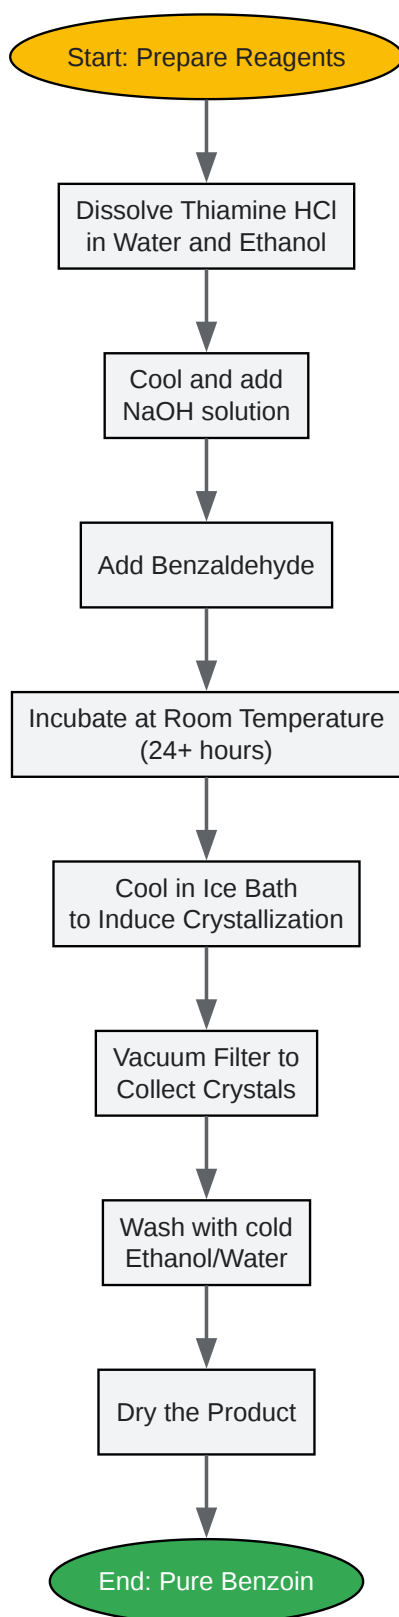 Start: Prepare Reagents
Dissolve Thiamine HCl
in Water and Ethanol
Cool and add
NaOH solution
Add Benzaldehyde
Incubate at Room Temperature
(24+ hours)
Cool in Ice Bath
to Induce Crystallization
Vacuum Filter to
Collect Crystals
Wash with cold
Ethanol/Water
Dry the Product
End: Pure Benzoin